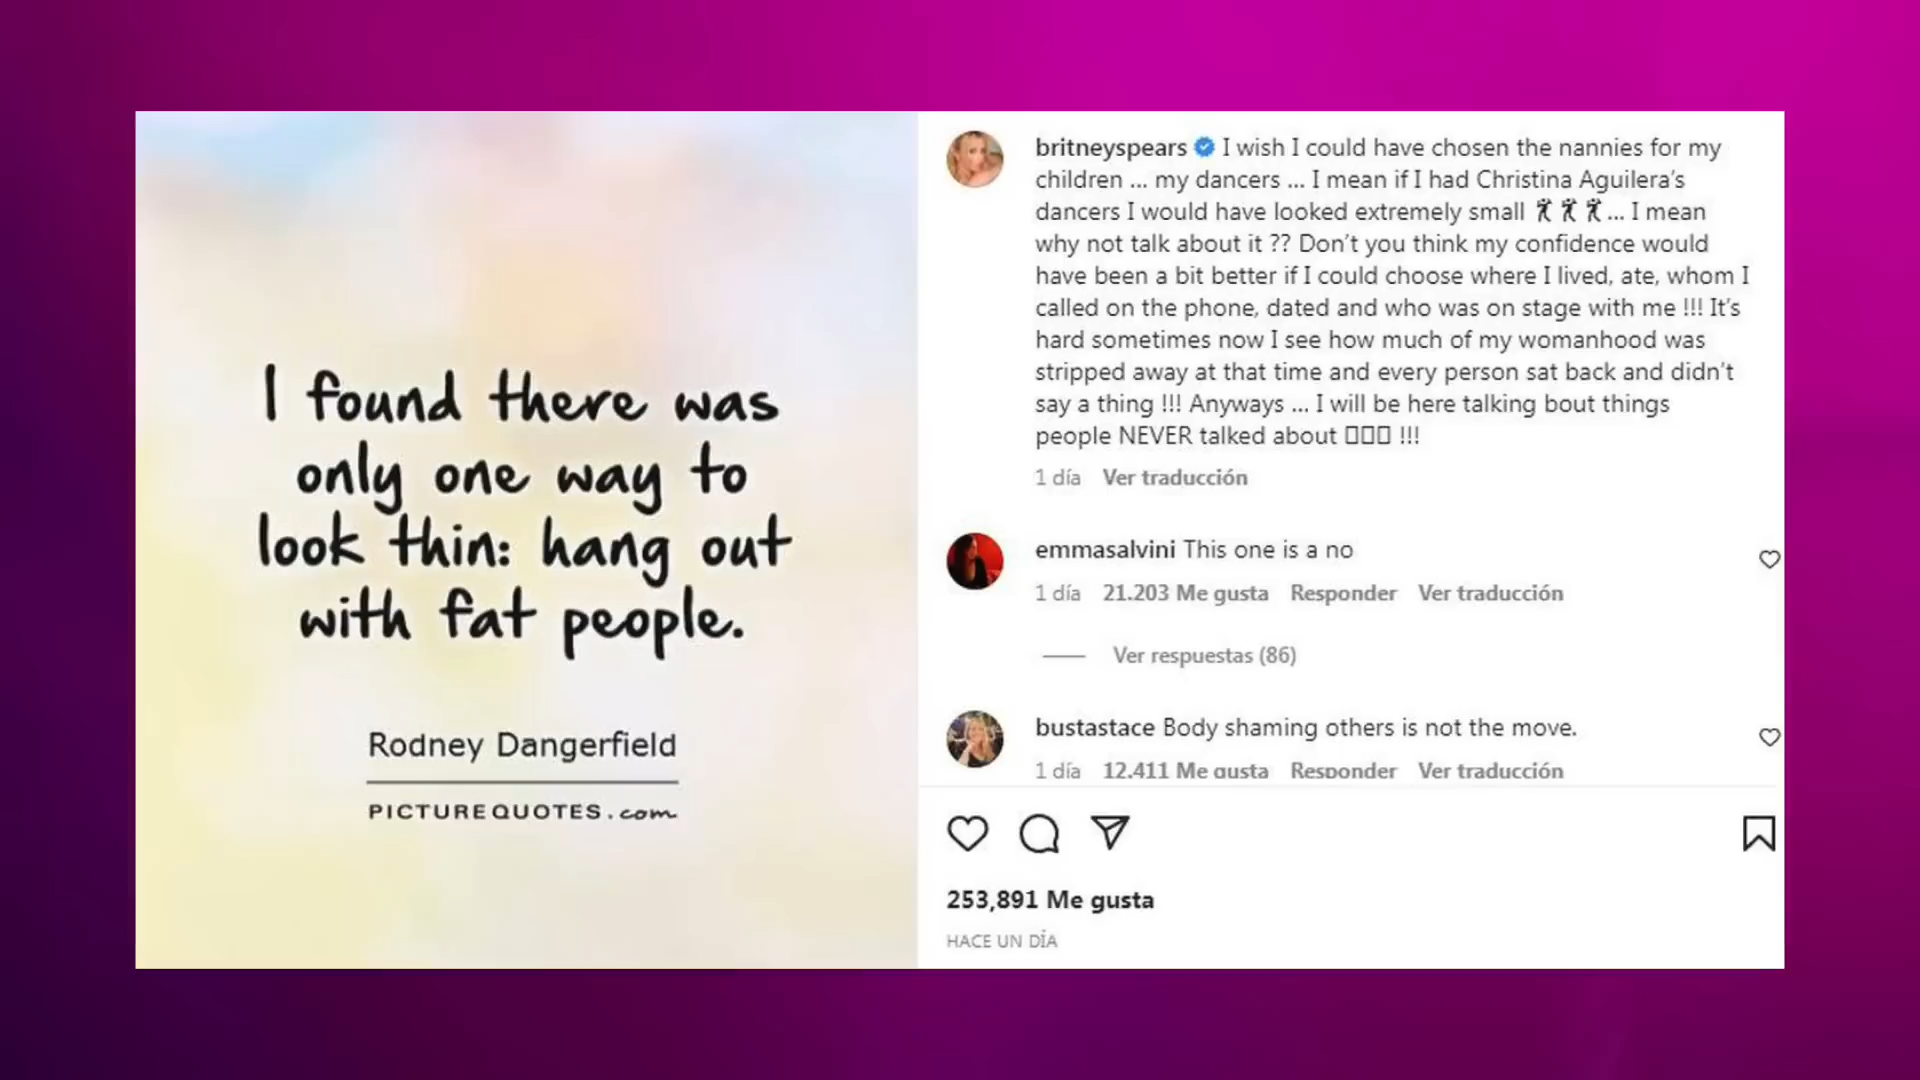 I found there was
only one way to
look thin: hang out
with fat people.
Rodney Dangerfield
PICTUREQUOTES.com
britneyspears I wish I could have chosen the nannies for my
children ... my dancers ... I mean if I had Christina Aguilera's
dancers I would have looked extremely small ... I mean
why not talk about it ?? Don't you think my confidence would
have been a bit better if I could choose where I lived, ate, whom I
called on the phone, dated and who was on stage with me !!! It's
hard sometimes now I see how much of my womanhood was
stripped away at that time and every person sat back and didn't
say a thing !!! Anyways ... I will be here talking bout things
people NEVER talked about □□□ !!!
1 día Ver traducción
emmasalvini This one is a no
1 día 21.203 Me gusta Responder Ver traducción
Ver respuestas (86)
bustastace Body shaming others is not the move.
1 día 12.411 Me gusta Responder Ver traducción
253,891 Me gusta
HACE UN DÍA